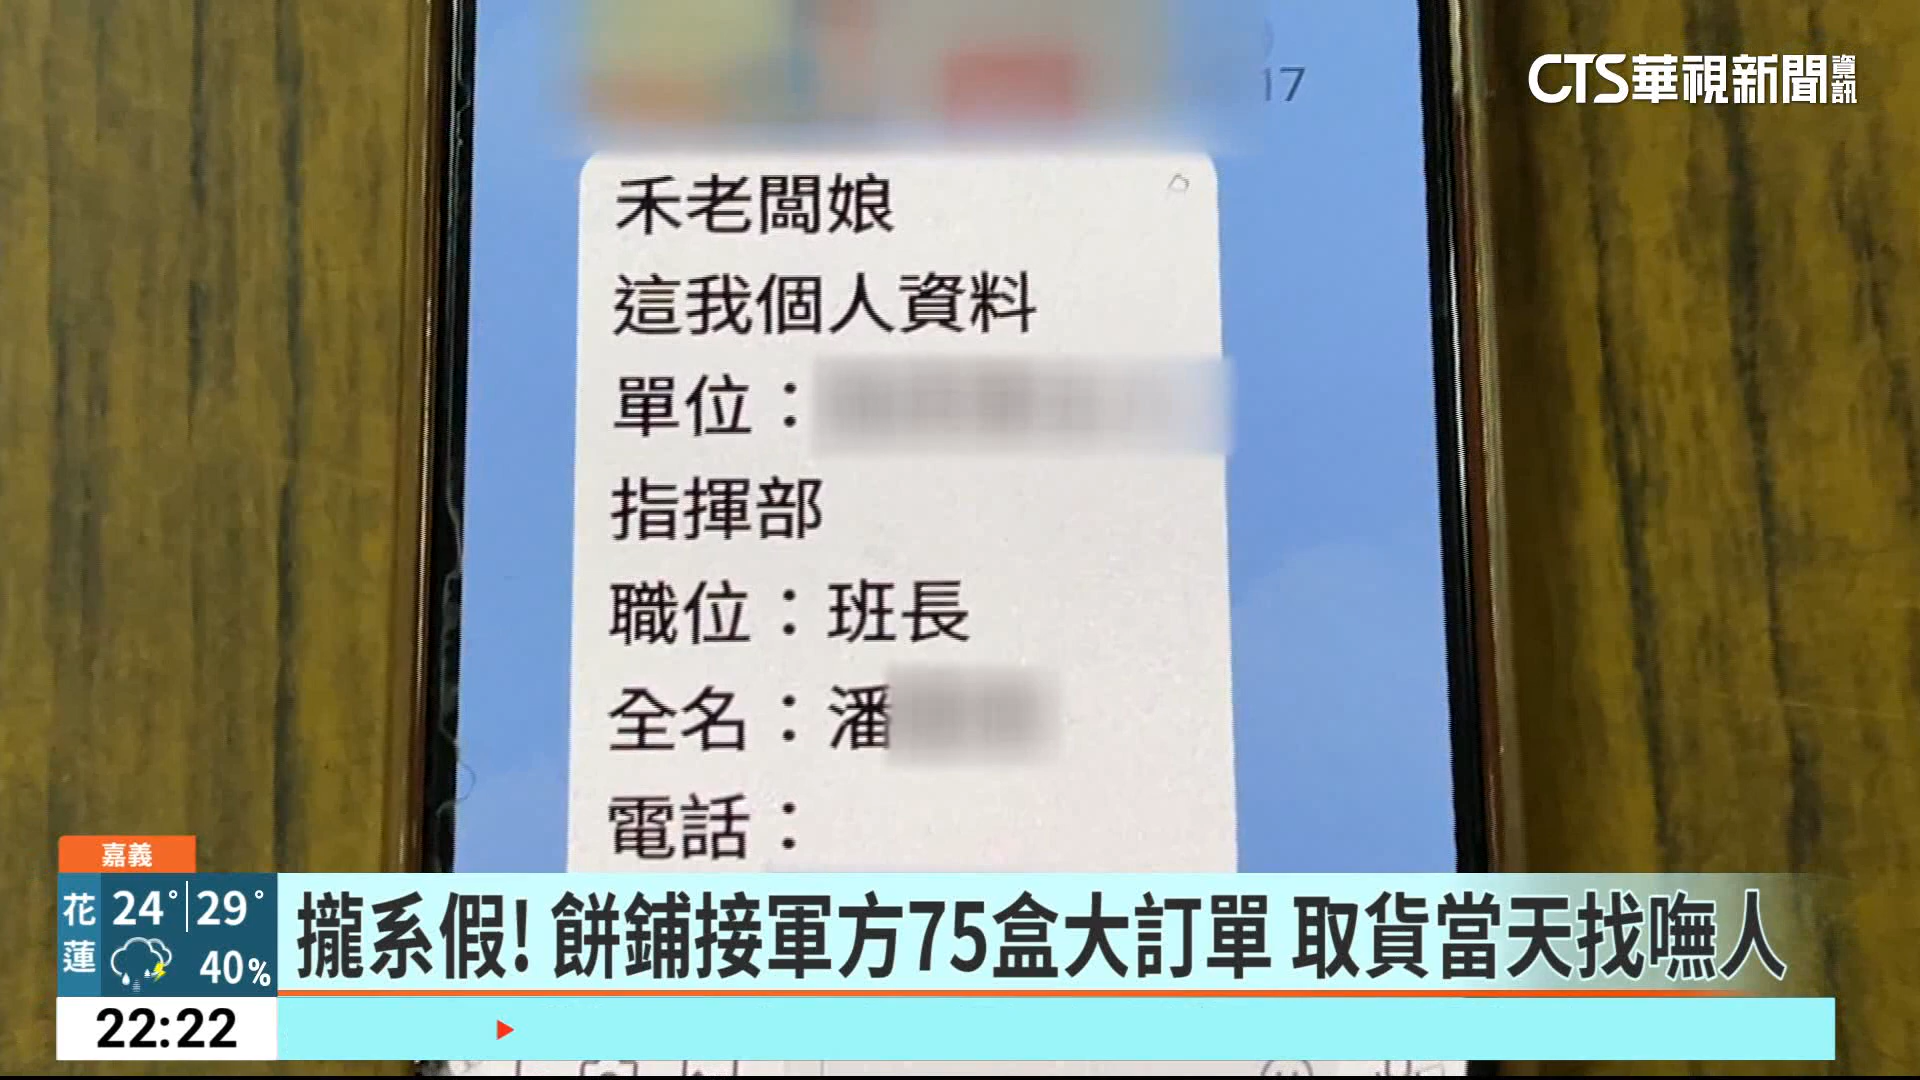 17
CTS華視新聞資訊
禾老闆娘
這我個人資料
單位：
指揮部
職位：班長
全名：潘
電話：
嘉義
花蓮
24° 29°
40%
攏系假! 餅鋪接軍方75盒大訂單 取貨當天找嘸人
22:22